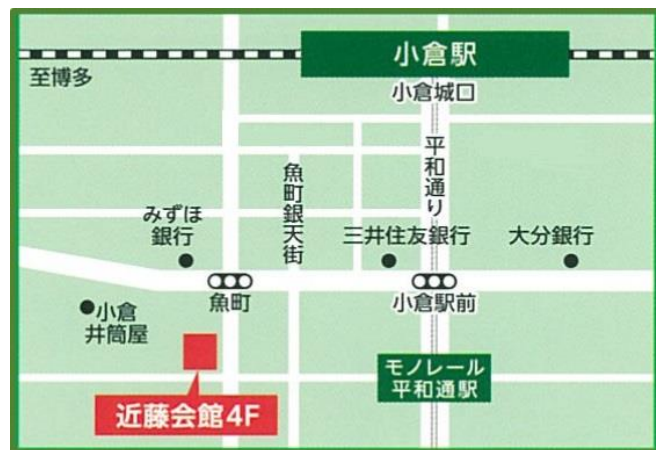 小倉駅
至博多
小倉城口
平和通り
魚町銀天街
みずほ
銀行
三井住友銀行
大分銀行
魚町
小倉駅前
小倉
井筒屋
モノレール
平和通駅
近藤会館4F